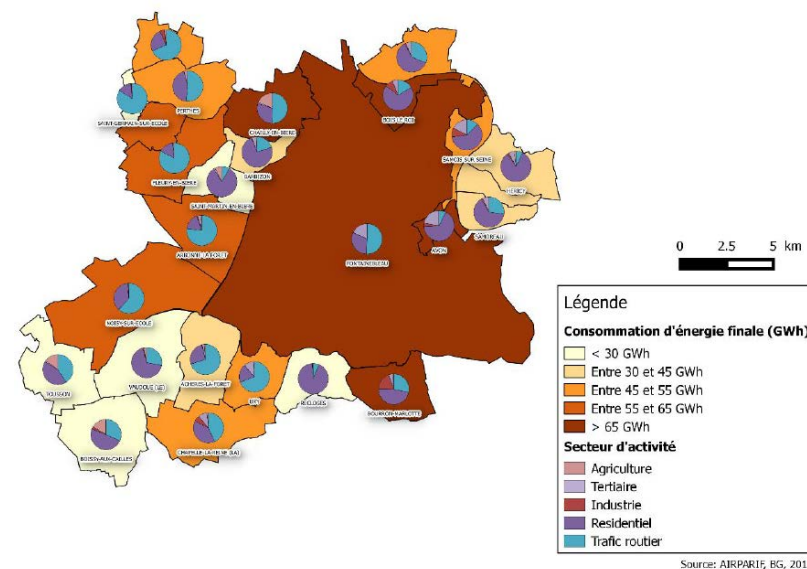 PERTHES
SAINT-GERMAIN-SUR-ECOLE
CHAILLY-EN-BIERE
BOIS-LE-ROI
BARBIZON
SAMOIS-SUR-SEINE
FLEURY-EN-BIERE
HERICY
SAINT-MARTIN-EN-BIERE
SAMOREAU
ARBONNE-LA-FORET
AVON
FONTAINEBLEAU
NOISY-SUR-ECOLE
TOUSSON
VAUDOUE (LE)
ACHERES-LA-FORET
URY
RECLOSES
BOURRON-MARLOTTE
CHAPELLE-LA-REINE (LA)
BOISSY-AUX-CAILLES
0 2.5 5 km
Légende
Consommation d'énergie finale (GWh)
< 30 GWh
Entre 30 et 45 GWh
Entre 45 et 55 GWh
Entre 55 et 65 GWh
> 65 GWh
Secteur d'activité
Agriculture
Tertiaire
Industrie
Residentiel
Trafic routier
Source: AIRPARIF, BG, 201